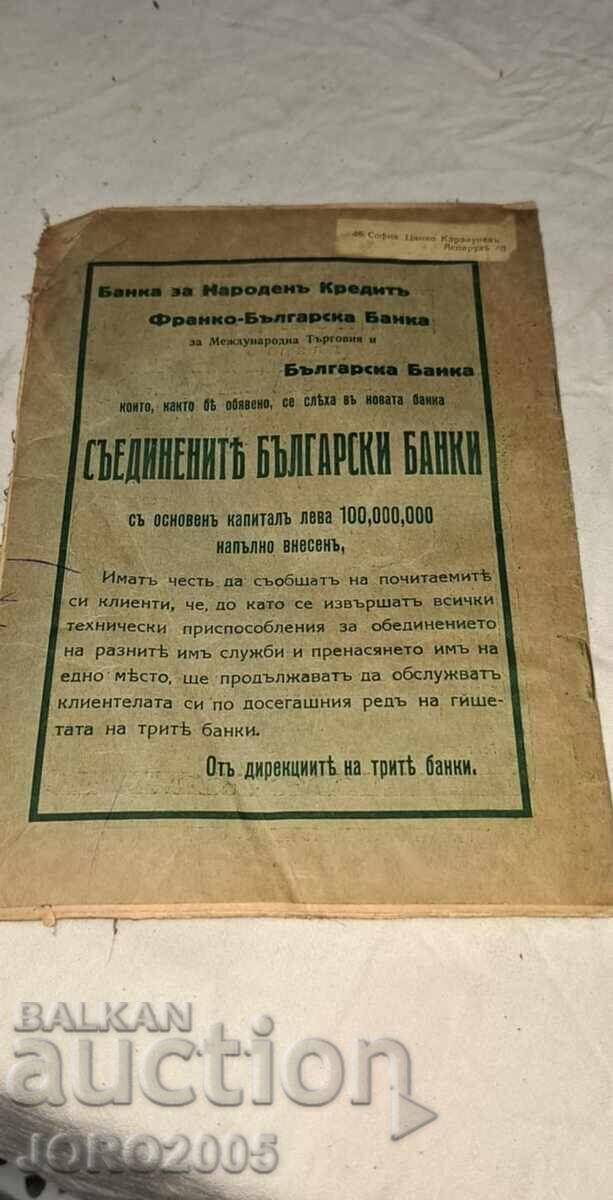 46 София Цанко
Аспарухъ
Банка за Народенъ Кредитъ
Франко-Българска Банка
за Международна Търговия и
Българска Банка
които, както бѣ обявено, се слѣха въ новата банка
СЪЕДИНЕНИТѢ БЪЛГАРСКИ БАНКИ
съ основенъ капиталъ лева 100,000,000
напълно внесенъ,
Иматъ честь да съобщатъ на почитаемитѣ
си клиенти, че, до като се извършатъ всички
технически приспособления за обединението
на разнитѣ имъ служби и пренасянето имъ на
едно мѣсто, ще продължаватъ да обслужватъ
клиентелата си по досегашния редъ на гише-
тата на тритѣ банки.
Отъ дирекциитѣ на тритѣ банки.
BALKAN
auction
JORO2005